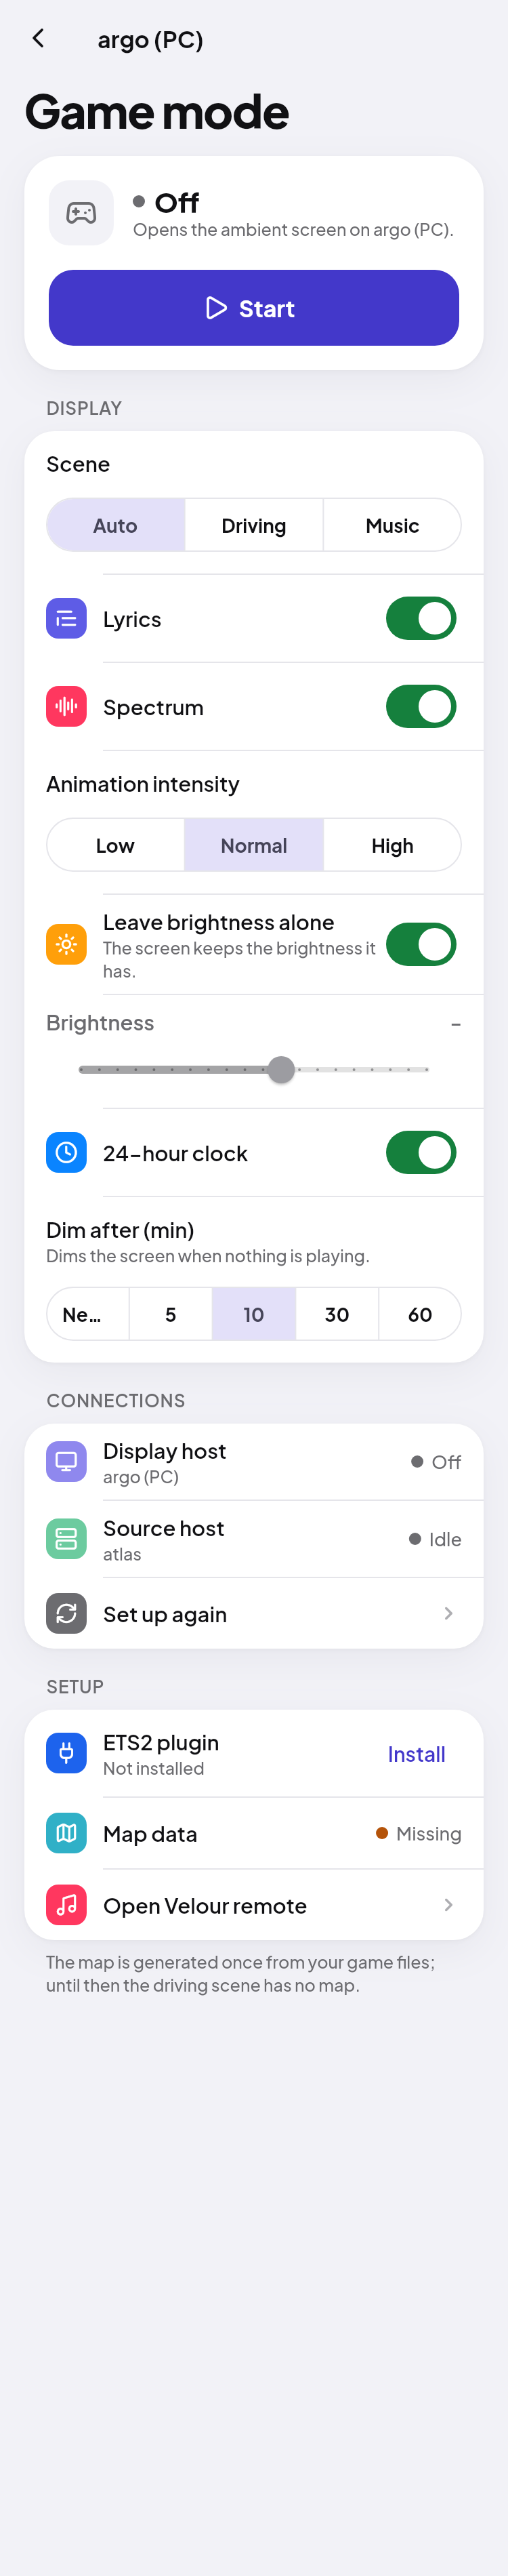 argo (PC)
Game mode
Off
Opens the ambient screen on argo (PC).
Start
DISPLAY
Scene
Auto
Driving
Music
Lyrics
Spectrum
Animation intensity
Low
Normal
High
Leave brightness alone
The screen keeps the brightness it
has.
Brightness
–
24–hour clock
Dim after (min)
Dims the screen when nothing is playing.
Ne…
5
10
30
60
CONNECTIONS
Display host
Off
argo (PC)
Source host
Idle
atlas
Set up again
SETUP
ETS2 plugin
Install
Not installed
Map data
Missing
Open Velour remote
The map is generated once from your game files;
until then the driving scene has no map.